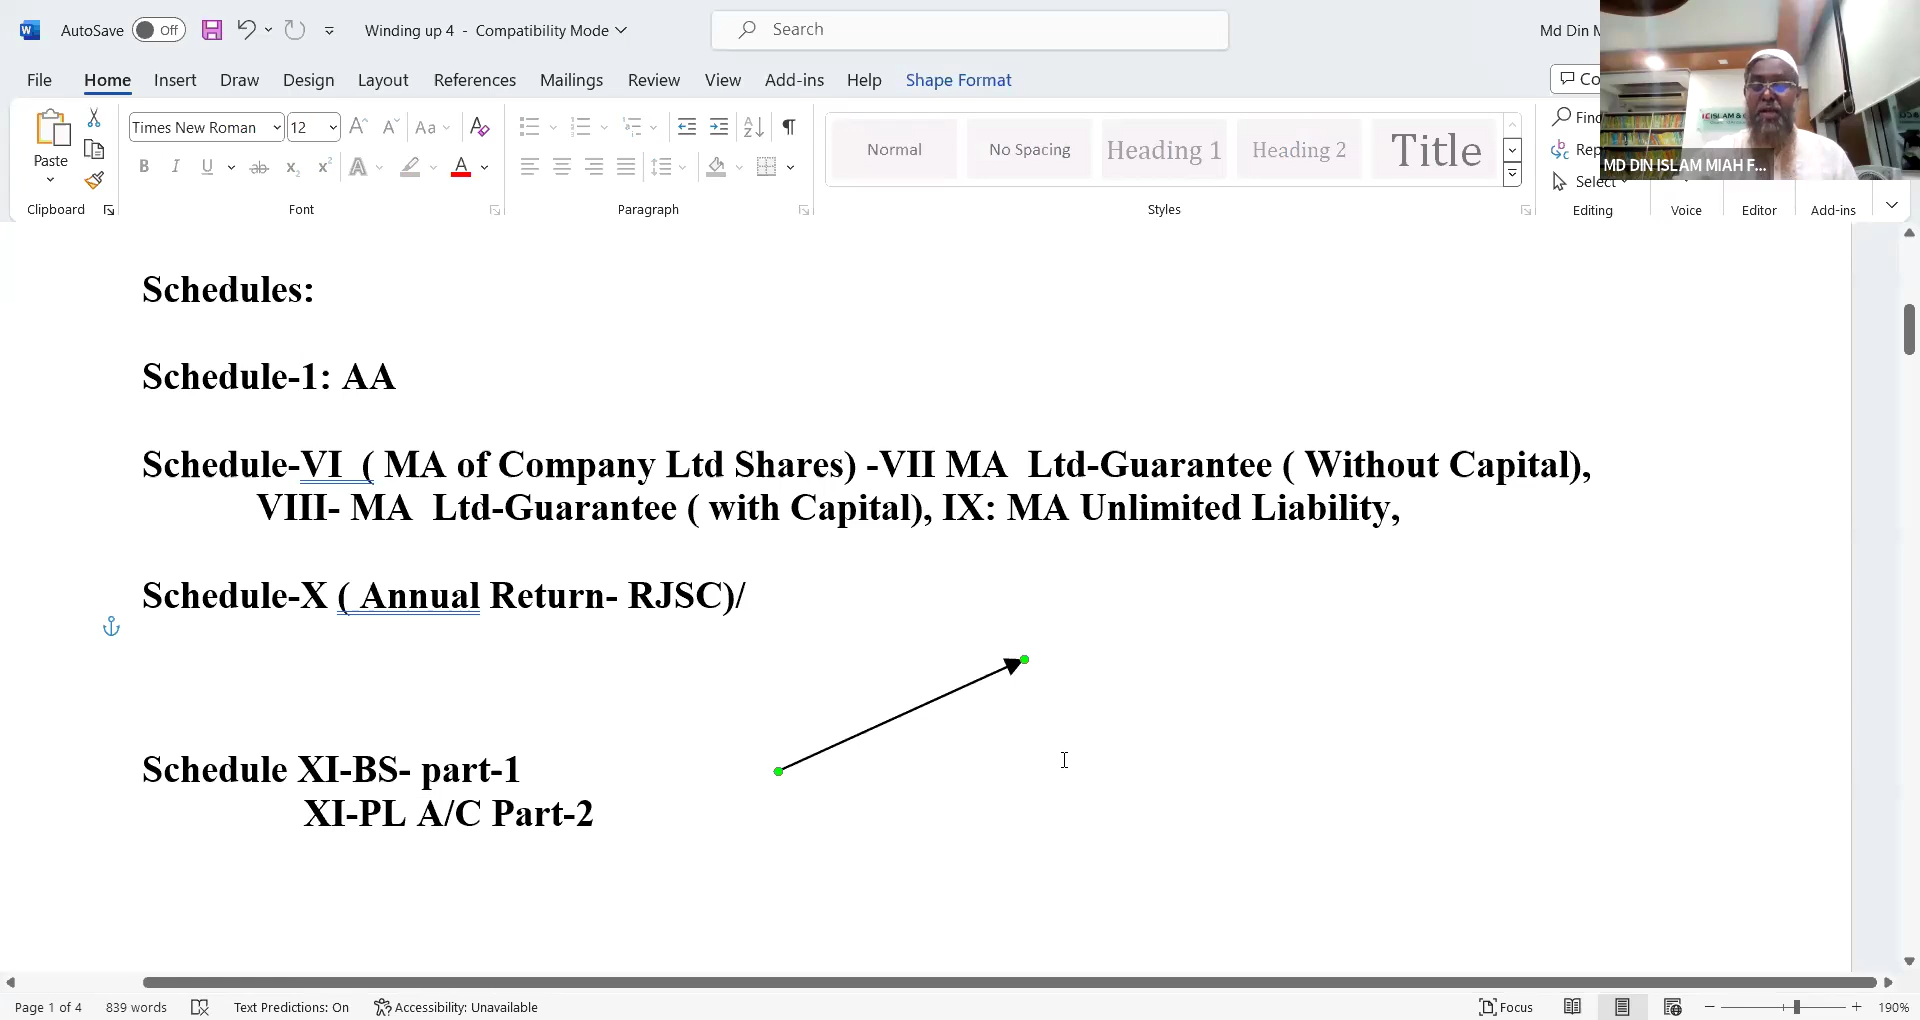 AutoSave Off Winding up 4 - Compatibility Mode Search Md Din M
File Home Insert Draw Design Layout References Mailings Review View Add-ins Help Shape Format Co
Times New Roman 12 Aa Find
Paste Normal No Spacing Heading 1 Heading 2 Title Rep
MD DIN ISLAM MIAH F...
Select
Clipboard Font Paragraph Styles Editing Voice Editor Add-ins
Schedules:
Schedule-1: AA
Schedule-VI ( MA of Company Ltd Shares) -VII MA Ltd-Guarantee ( Without Capital),
VIII- MA Ltd-Guarantee ( with Capital), IX: MA Unlimited Liability,
Schedule-X ( Annual Return- RJSC)/
Schedule XI-BS- part-1
XI-PL A/C Part-2
Page 1 of 4 839 words Text Predictions: On Accessibility: Unavailable Focus 190%